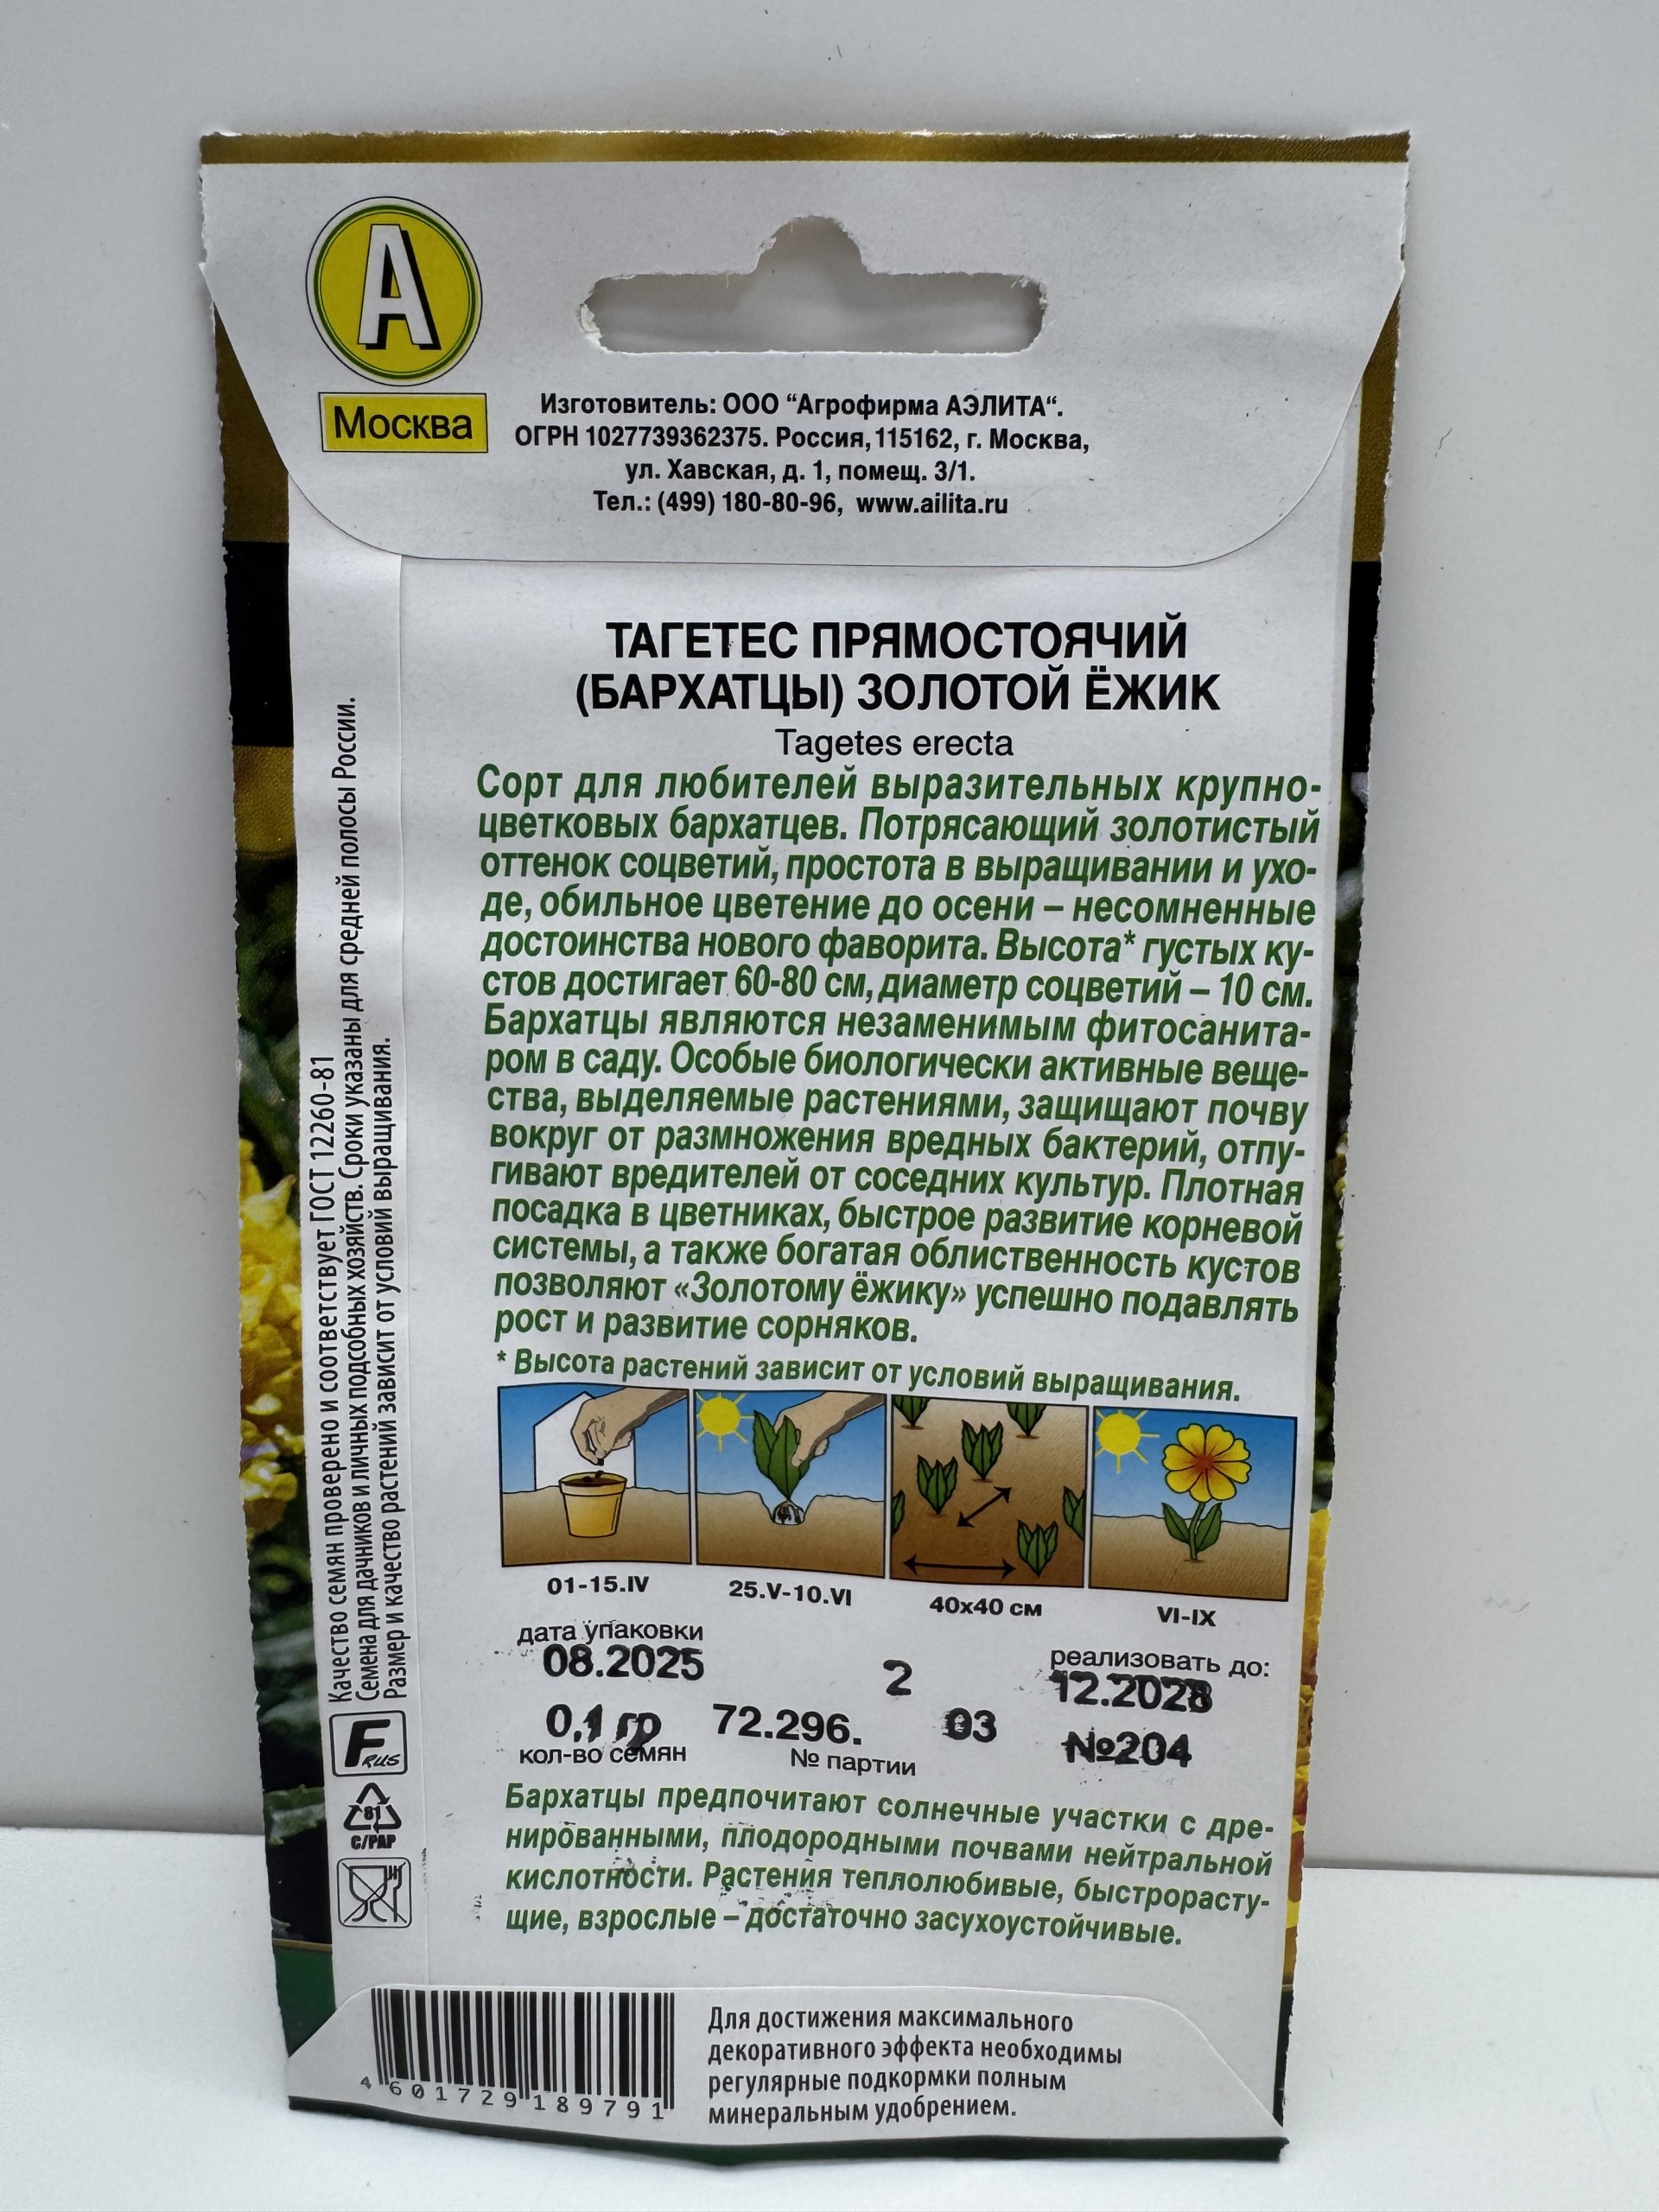 А
Москва
Изготовитель: ООО “Агрофирма АЭЛИТА“.
ОГРН 1027739362375. Россия, 115162, г. Москва,
ул. Хавская, д. 1, помещ. 3/1.
Тел.: (499) 180-80-96, www.ailita.ru
ТАГЕТЕС ПРЯМОСТОЯЧИЙ
(БАРХАТЦЫ) ЗОЛОТОЙ ЁЖИК
Tagetes erecta
Сорт для любителей выразительных крупно-
цветковых бархатцев. Потрясающий золотистый
оттенок соцветий, простота в выращивании и ухо-
де, обильное цветение до осени – несомненные
достоинства нового фаворита. Высота* густых ку-
стов достигает 60-80 см, диаметр соцветий – 10 см.
Бархатцы являются незаменимым фитосанита-
ром в саду. Особые биологически активные веще-
ства, выделяемые растениями, защищают почву
вокруг от размножения вредных бактерий, отпу-
гивают вредителей от соседних культур. Плотная
посадка в цветниках, быстрое развитие корневой
системы, а также богатая облиственность кустов
позволяют «Золотому ёжику» успешно подавлять
рост и развитие сорняков.
* Высота растений зависит от условий выращивания.
01-15.IV
25.V-10.VI
40х40 см
VI-IX
дата упаковки
08.2025
2
реализовать до:
12.2028
0,1 гр
72.296.
03
№204
кол-во семян
№ партии
Бархатцы предпочитают солнечные участки с дре-
нированными, плодородными почвами нейтральной
кислотности. Растения теплолюбивые, быстрорасту-
щие, взрослые – достаточно засухоустойчивые.
Качество семян проверено и соответствует ГОСТ 12260-81
Семена для дачников и личных подсобных хозяйств. Сроки указаны для средней полосы России.
Размер и качество растений зависит от условий выращивания.
F RUS
81
C/PAP
4 601729 189791
Для достижения максимального
декоративного эффекта необходимы
регулярные подкормки полным
минеральным удобрением.